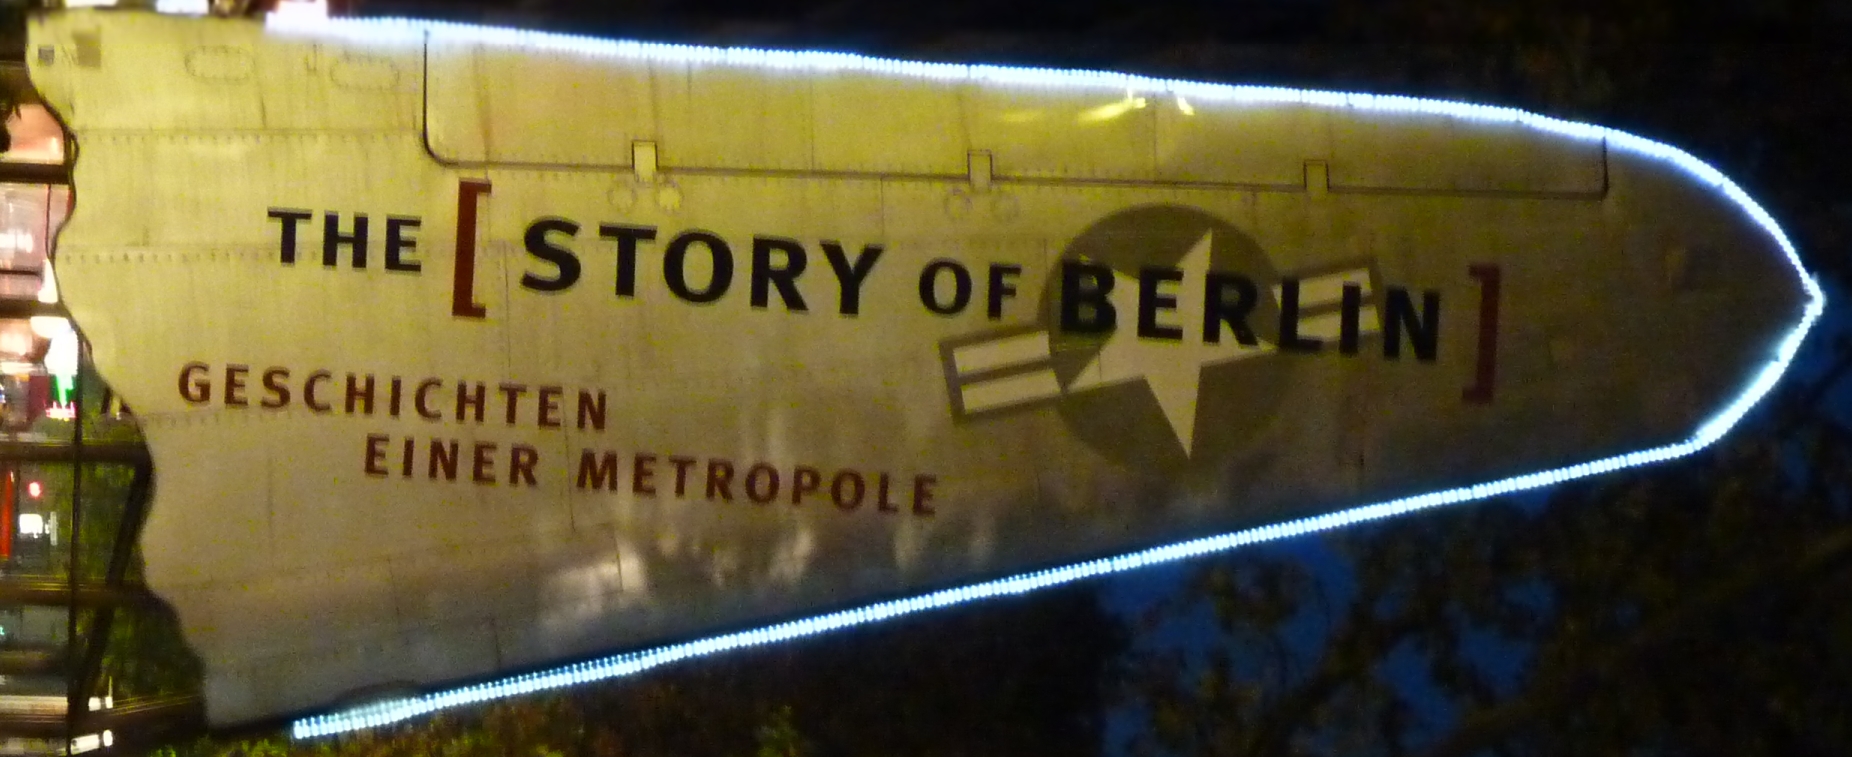 THE [ STORY OF BERLIN ]
GESCHICHTEN
EINER METROPOLE